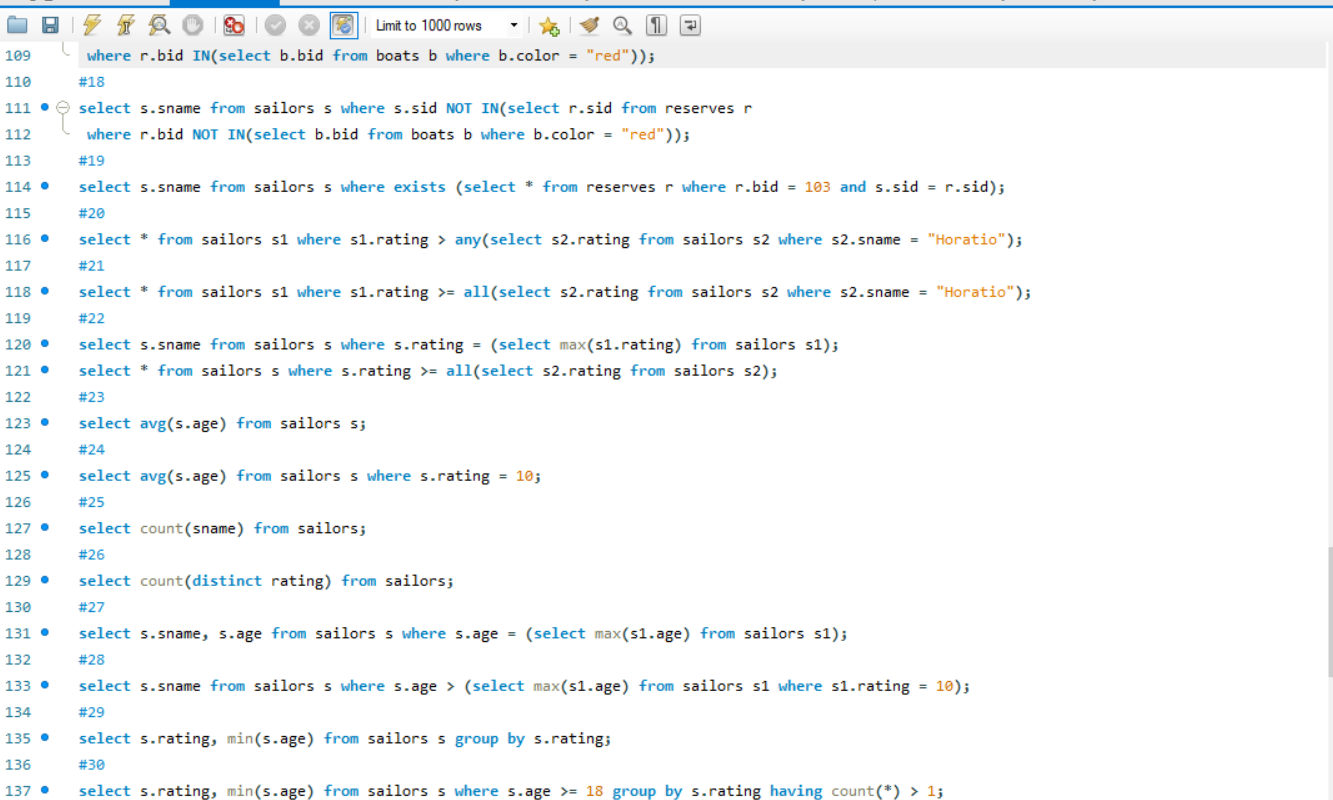 Limit to 1000 rows
109 where r.bid IN(select b.bid from boats b where b.color = "red"));
110 #18
111 select s.sname from sailors s where s.sid NOT IN(select r.sid from reserves r
112 where r.bid NOT IN(select b.bid from boats b where b.color = "red"));
113 #19
114 select s.sname from sailors s where exists (select * from reserves r where r.bid = 103 and s.sid = r.sid);
115 #20
116 select * from sailors s1 where s1.rating > any(select s2.rating from sailors s2 where s2.sname = "Horatio");
117 #21
118 select * from sailors s1 where s1.rating >= all(select s2.rating from sailors s2 where s2.sname = "Horatio");
119 #22
120 select s.sname from sailors s where s.rating = (select max(s1.rating) from sailors s1);
121 select * from sailors s where s.rating >= all(select s2.rating from sailors s2);
122 #23
123 select avg(s.age) from sailors s;
124 #24
125 select avg(s.age) from sailors s where s.rating = 10;
126 #25
127 select count(sname) from sailors;
128 #26
129 select count(distinct rating) from sailors;
130 #27
131 select s.sname, s.age from sailors s where s.age = (select max(s1.age) from sailors s1);
132 #28
133 select s.sname from sailors s where s.age > (select max(s1.age) from sailors s1 where s1.rating = 10);
134 #29
135 select s.rating, min(s.age) from sailors s group by s.rating;
136 #30
137 select s.rating, min(s.age) from sailors s where s.age >= 18 group by s.rating having count(*) > 1;